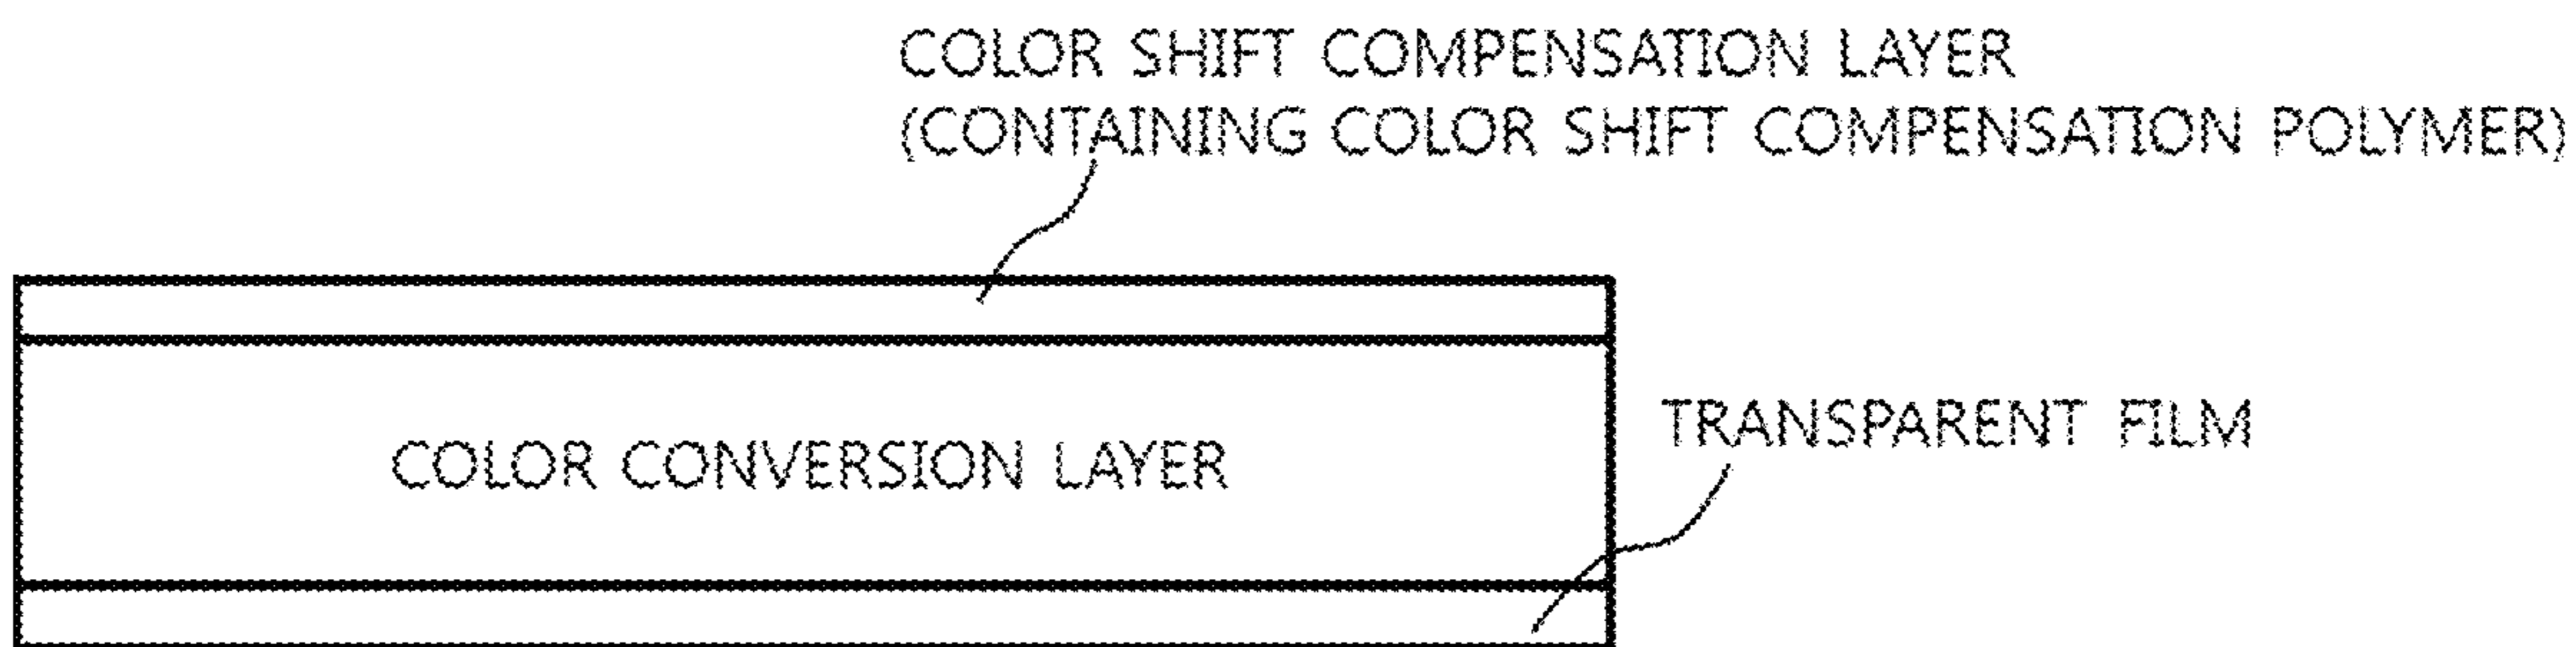 COLOR SHIFT COMPENSATION LAYER
(CONTAINING COLOR SHIFT COMPENSATION POLYMER)
TRANSPARENT FILM
COLOR CONVERSION LAYER